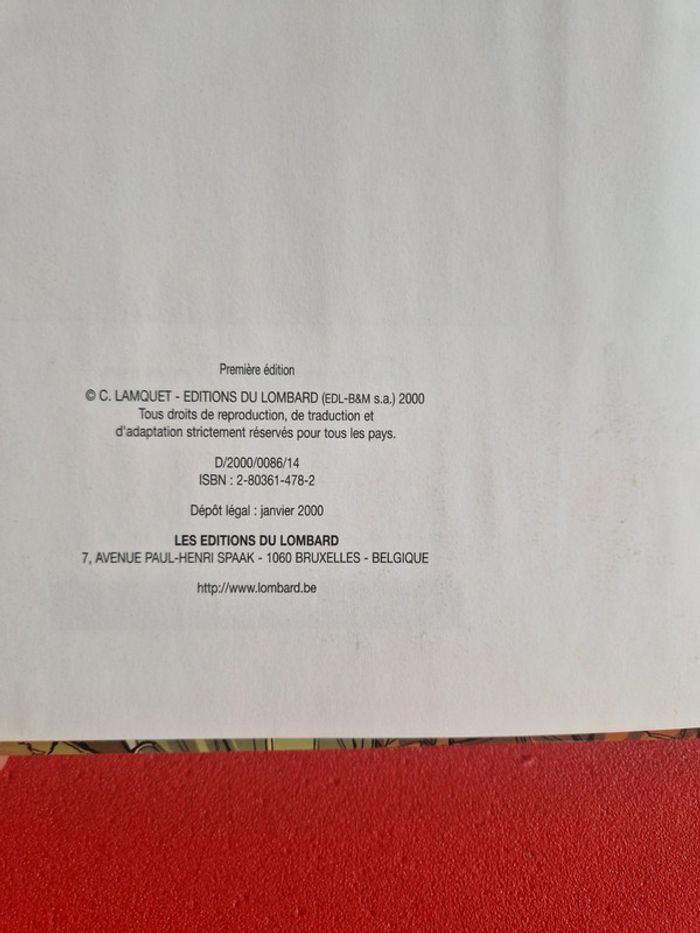 Première édition
© C. LAMQUET - EDITIONS DU LOMBARD (EDL-B&M s.a.) 2000
Tous droits de reproduction, de traduction et
d'adaptation strictement réservés pour tous les pays.
D/2000/0086/14
ISBN : 2-80361-478-2
Dépôt légal : janvier 2000
LES EDITIONS DU LOMBARD
7, AVENUE PAUL-HENRI SPAAK - 1060 BRUXELLES - BELGIQUE
http://www.lombard.be